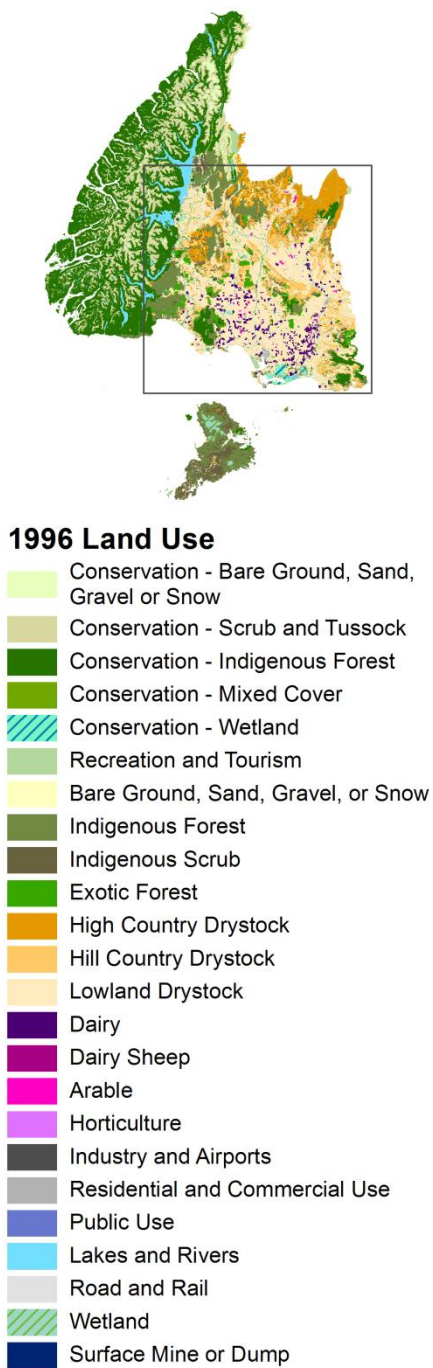 1996 Land Use
Conservation - Bare Ground, Sand,
Gravel or Snow
Conservation - Scrub and Tussock
Conservation - Indigenous Forest
Conservation - Mixed Cover
Conservation - Wetland
Recreation and Tourism
Bare Ground, Sand, Gravel, or Snow
Indigenous Forest
Indigenous Scrub
Exotic Forest
High Country Drystock
Hill Country Drystock
Lowland Drystock
Dairy
Dairy Sheep
Arable
Horticulture
Industry and Airports
Residential and Commercial Use
Public Use
Lakes and Rivers
Road and Rail
Wetland
Surface Mine or Dump